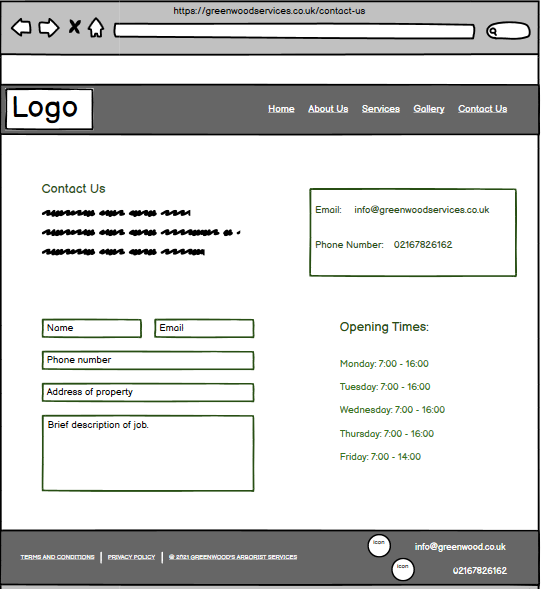 https://greenwoodservices.co.uk/contact-us
Logo
Home About Us Services Gallery Contact Us
Contact Us
Email: info@greenwoodservices.co.uk
Phone Number: 02167826162
Name Email
Phone number
Address of property
Brief description of job.
Opening Times:
Monday: 7:00 - 16:00
Tuesday: 7:00 - 16:00
Wednesday: 7:00 - 16:00
Thursday: 7:00 - 16:00
Friday: 7:00 - 14:00
TERMS AND CONDITIONS | PRIVACY POLICY | © 2021 GREENWOOD'S ARBORIST SERVICES
icon info@greenwood.co.uk
icon 02167826162